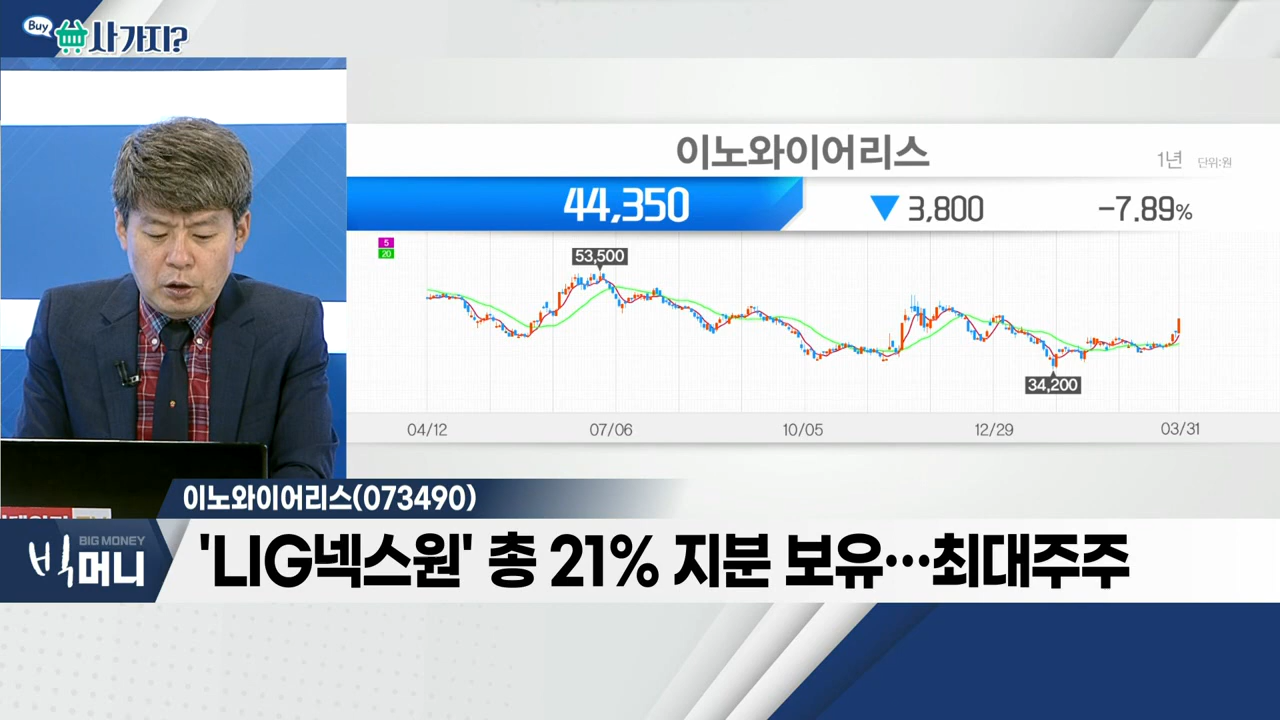 Buy
사가지?
이노와이어리스
1년 단위:원
44,350 ▼ 3,800 -7.89%
5
20
53,500
34,200
04/12 07/06 10/05 12/29 03/31
이노와이어리스(073490)
BIG MONEY
빅머니
'LIG넥스원' 총 21% 지분 보유…최대주주